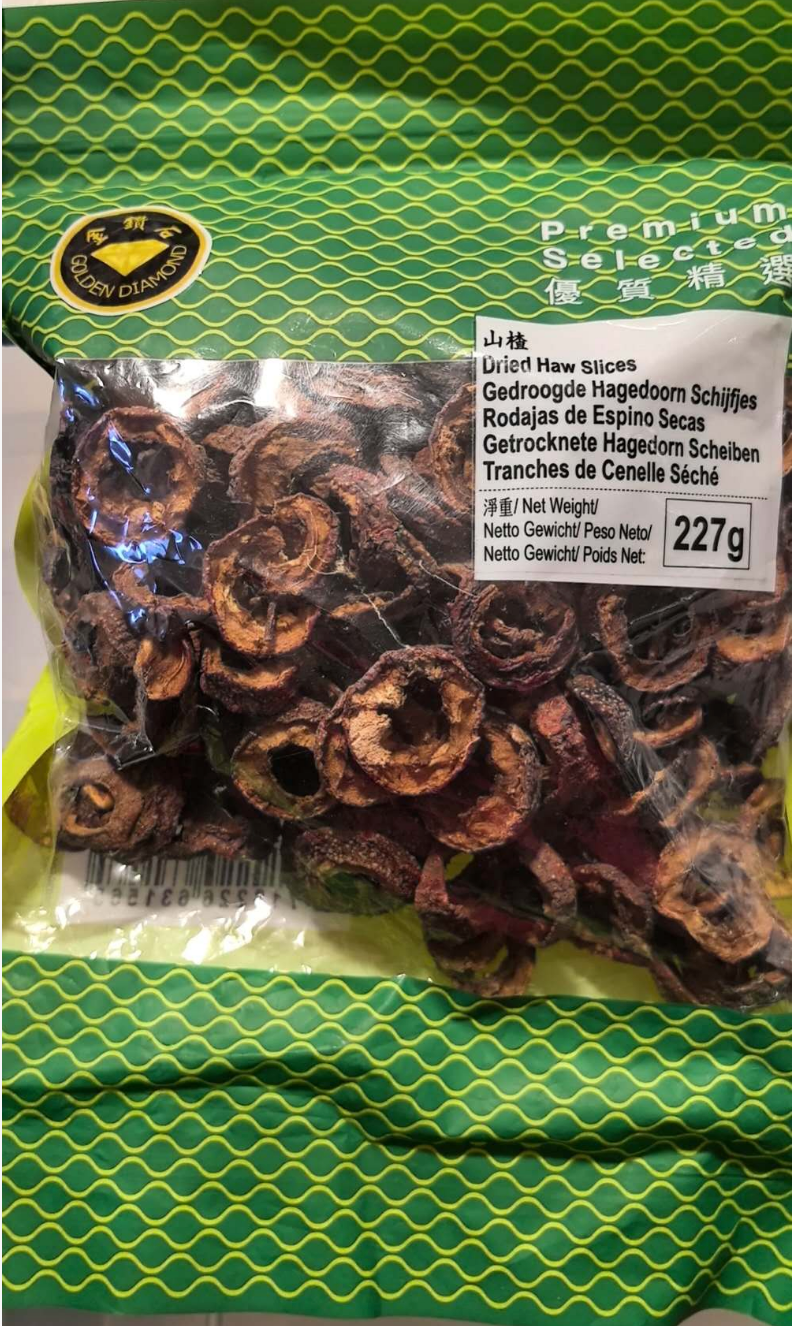 金鑽石
GOLDEN DIAMOND
Premium
Selected
優質精選
山楂
Dried Haw Slices
Gedroogde Hagedoorn Schijfjes
Rodajas de Espino Secas
Getrocknete Hagedorn Scheiben
Tranches de Cenelle Séché
淨重/ Net Weight/
Netto Gewicht/ Peso Neto/
Netto Gewicht/ Poids Net:
227g